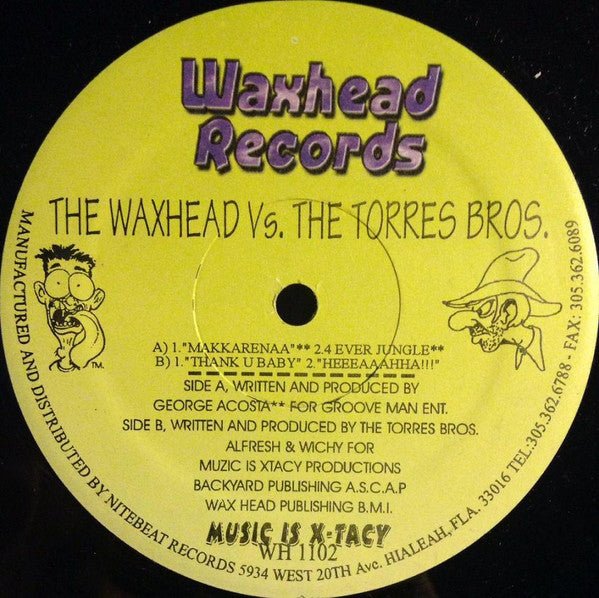 Waxhead
Records
THE WAXHEAD Vs. THE TORRES BROS.
TM
A) 1."MAKKARENAA"** 2.4 EVER JUNGLE**
B) 1."THANK U BABY" 2."HEEEAAAHHA!!!"
SIDE A, WRITTEN AND PRODUCED BY
GEORGE ACOSTA** FOR GROOVE MAN ENT.
SIDE B, WRITTEN AND PRODUCED BY THE TORRES BROS.
ALFRESH & WICHY FOR
MUZIC IS XTACY PRODUCTIONS
BACKYARD PUBLISHING A.S.C.A.P
WAX HEAD PUBLISHING B.M.I.
MUSIC IS X-TACY
WH 1102
MANUFACTURED AND DISTRIBUTED BY NITEBEAT RECORDS 5934 WEST 20TH Ave. HIALEAH, FLA. 33016 TEL:305.362.6788 - FAX: 305.362.6089